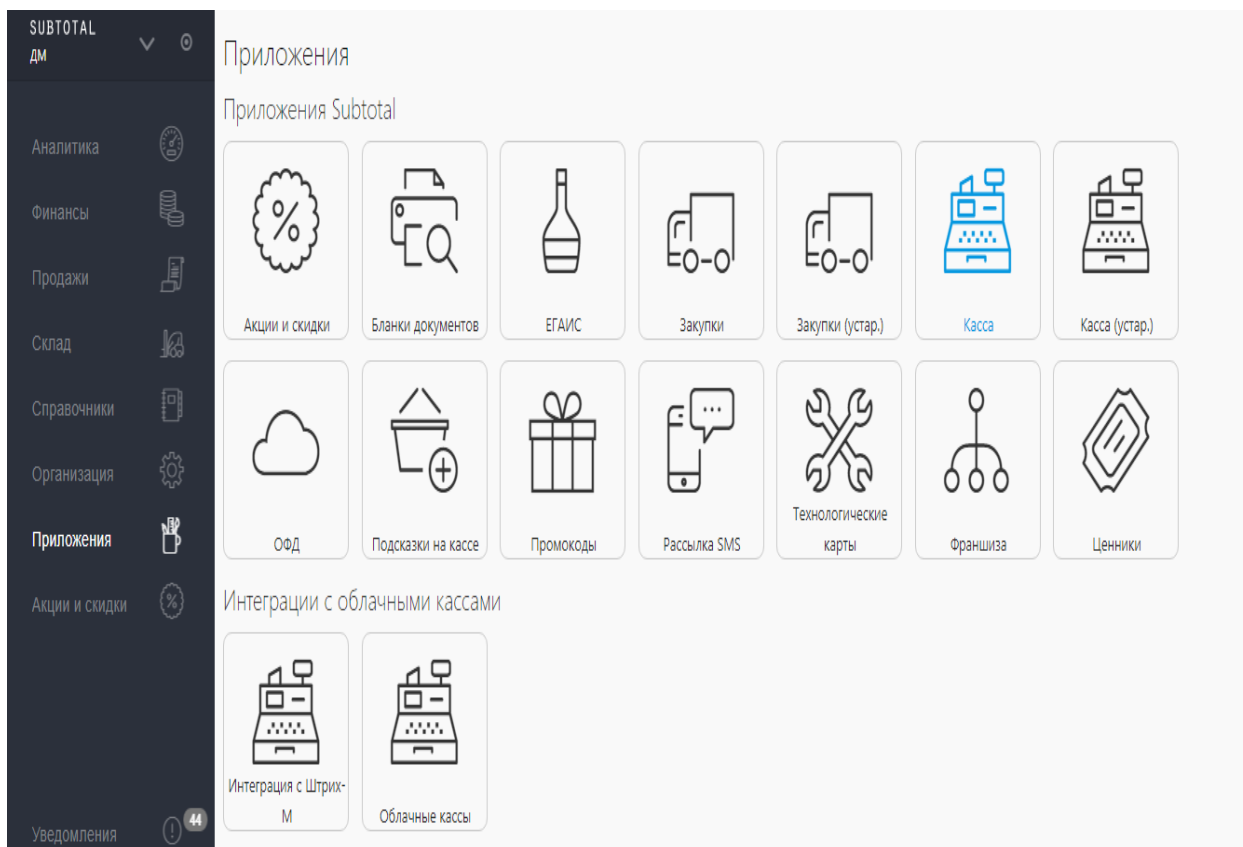 SUBTOTAL
ДМ
Аналитика
Финансы
Продажи
Склад
Справочники
Организация
Приложения
Акции и скидки
Уведомления
44
Приложения
Приложения Subtotal
Акции и скидки
Бланки документов
ЕГАИС
Закупки
Закупки (устар.)
Касса
Касса (устар.)
ОФД
Подсказки на кассе
Промокоды
Рассылка SMS
Технологические
карты
Франшиза
Ценники
Интеграции с облачными кассами
Интеграция с Штрих-
М
Облачные кассы